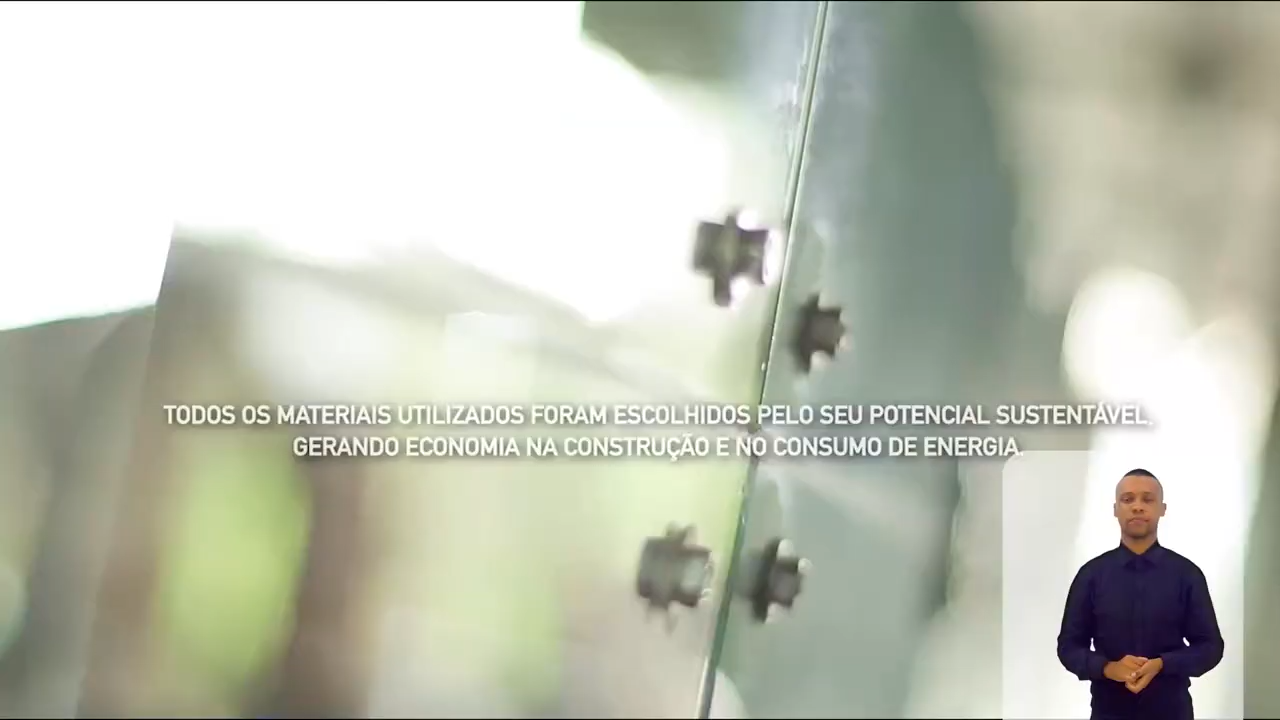 TODOS OS MATERIAIS UTILIZADOS FORAM ESCOLHIDOS PELO SEU POTENCIAL SUSTENTÁVEL,
GERANDO ECONOMIA NA CONSTRUÇÃO E NO CONSUMO DE ENERGIA.